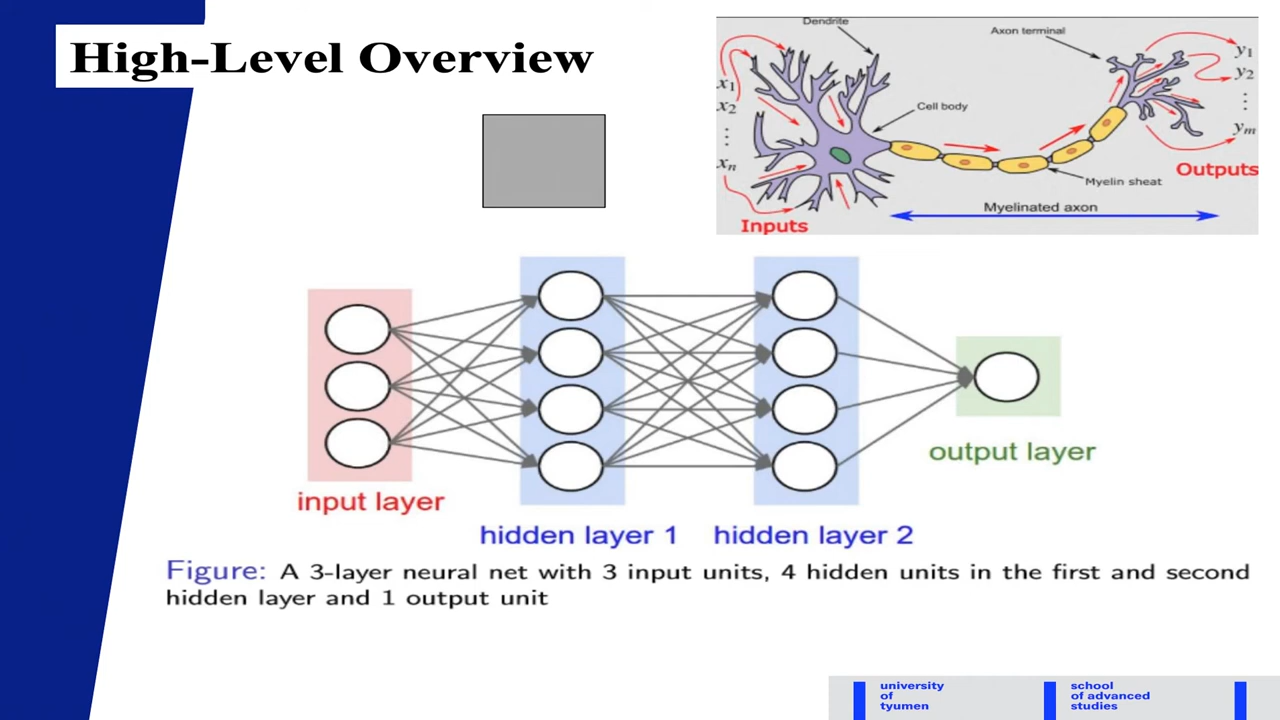 High-Level Overview
Dendrite
Axon terminal
x1
x2
⋮
xn
Cell body
y1
y2
⋮
ym
Myelin sheat
Outputs
Myelinated axon
Inputs
input layer
hidden layer 1
hidden layer 2
output layer
Figure: A 3-layer neural net with 3 input units, 4 hidden units in the first and second
hidden layer and 1 output unit
university
of
tyumen
school
of advanced
studies